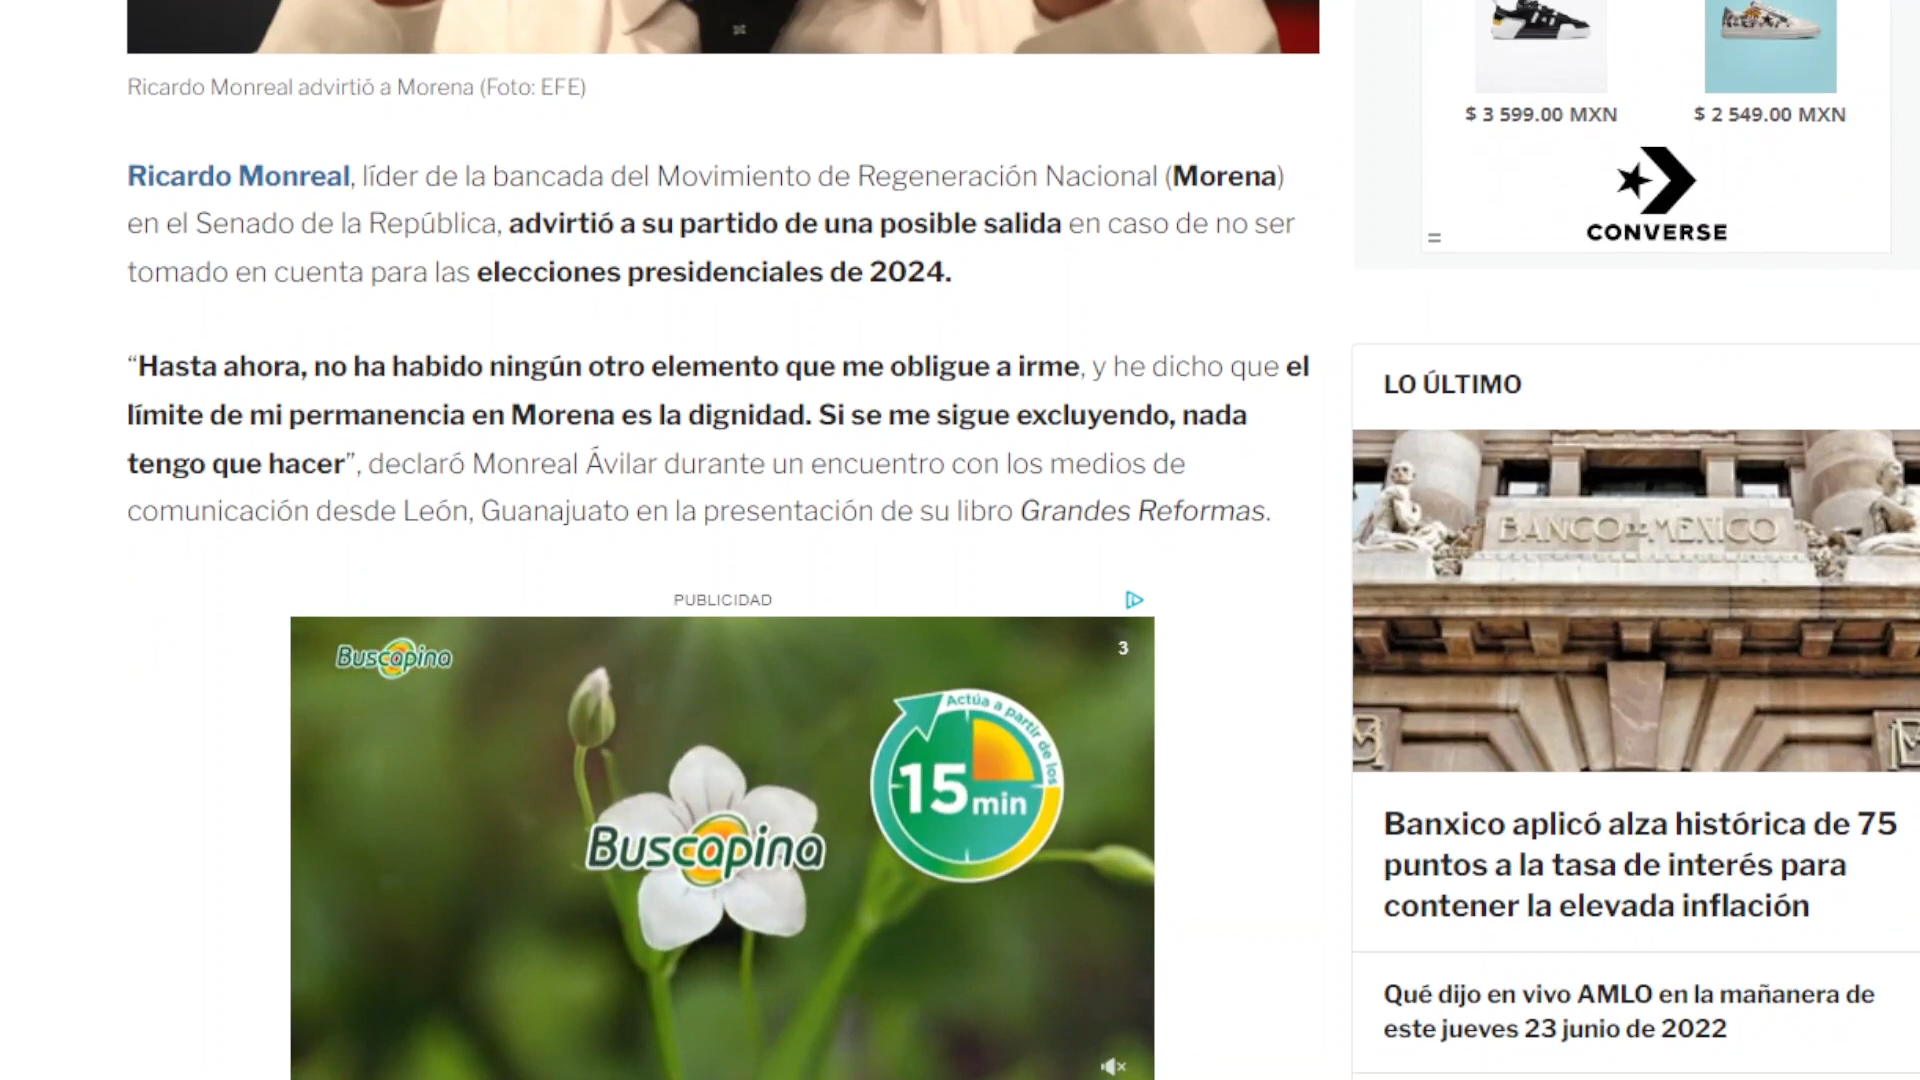 Ricardo Monreal advirtió a Morena (Foto: EFE)
Ricardo Monreal, líder de la bancada del Movimiento de Regeneración Nacional (Morena)
en el Senado de la República, advirtió a su partido de una posible salida en caso de no ser
tomado en cuenta para las elecciones presidenciales de 2024.
“Hasta ahora, no ha habido ningún otro elemento que me obligue a irme, y he dicho que el
límite de mi permanencia en Morena es la dignidad. Si se me sigue excluyendo, nada
tengo que hacer”, declaró Monreal Ávilar durante un encuentro con los medios de
comunicación desde León, Guanajuato en la presentación de su libro Grandes Reformas.
PUBLICIDAD
Buscapina
3
Actúa a partir de los
15 min
Buscapina
$ 3 599.00 MXN
$ 2 549.00 MXN
CONVERSE
LO ÚLTIMO
BANCO DE MEXICO
Banxico aplicó alza histórica de 75
puntos a la tasa de interés para
contener la elevada inflación
Qué dijo en vivo AMLO en la mañanera de
este jueves 23 junio de 2022